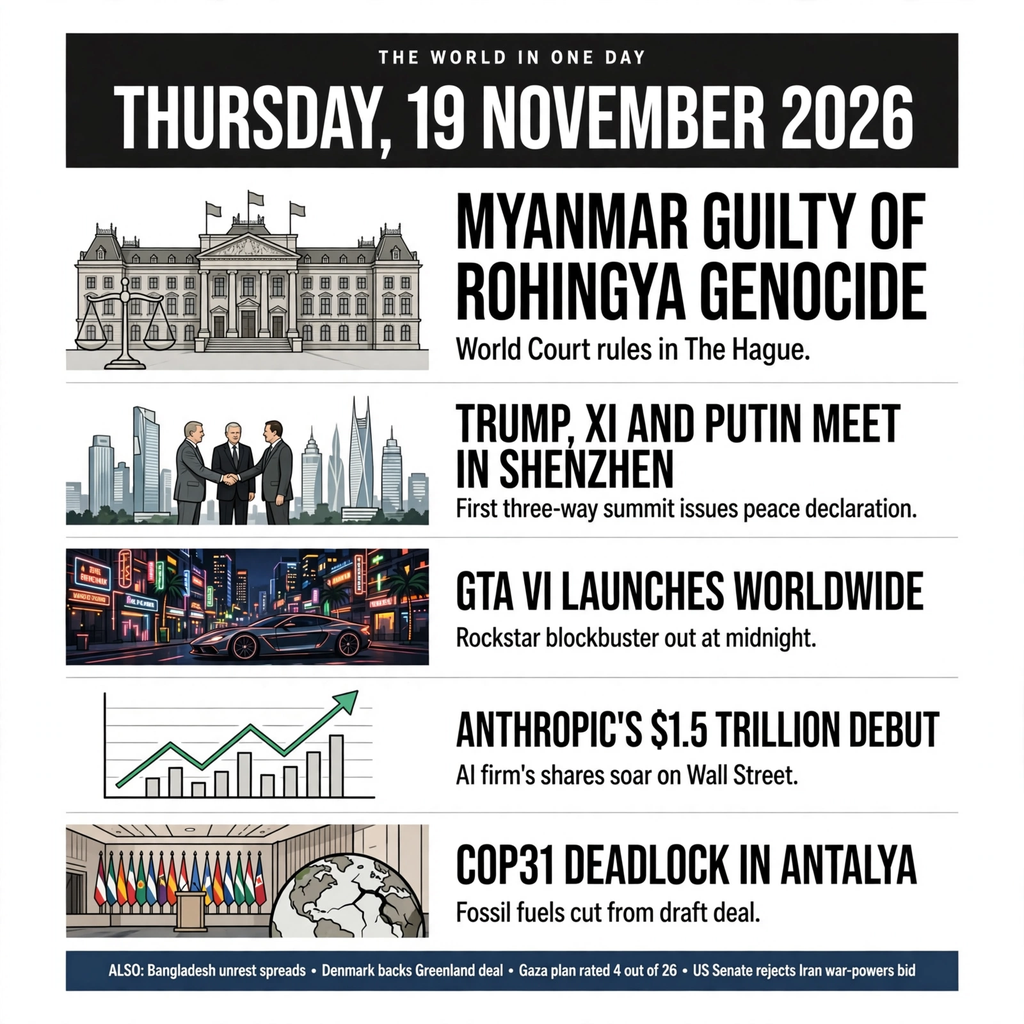 THE WORLD IN ONE DAY
THURSDAY, 19 NOVEMBER 2026
MYANMAR GUILTY OF
ROHINGYA GENOCIDE
World Court rules in The Hague.
TRUMP, XI AND PUTIN MEET
IN SHENZHEN
First three-way summit issues peace declaration.
GTA VI LAUNCHES WORLDWIDE
Rockstar blockbuster out at midnight.
ANTHROPIC'S $1.5 TRILLION DEBUT
AI firm's shares soar on Wall Street.
COP31 DEADLOCK IN ANTALYA
Fossil fuels cut from draft deal.
ALSO: Bangladesh unrest spreads • Denmark backs Greenland deal • Gaza plan rated 4 out of 26 • US Senate rejects Iran war-powers bid